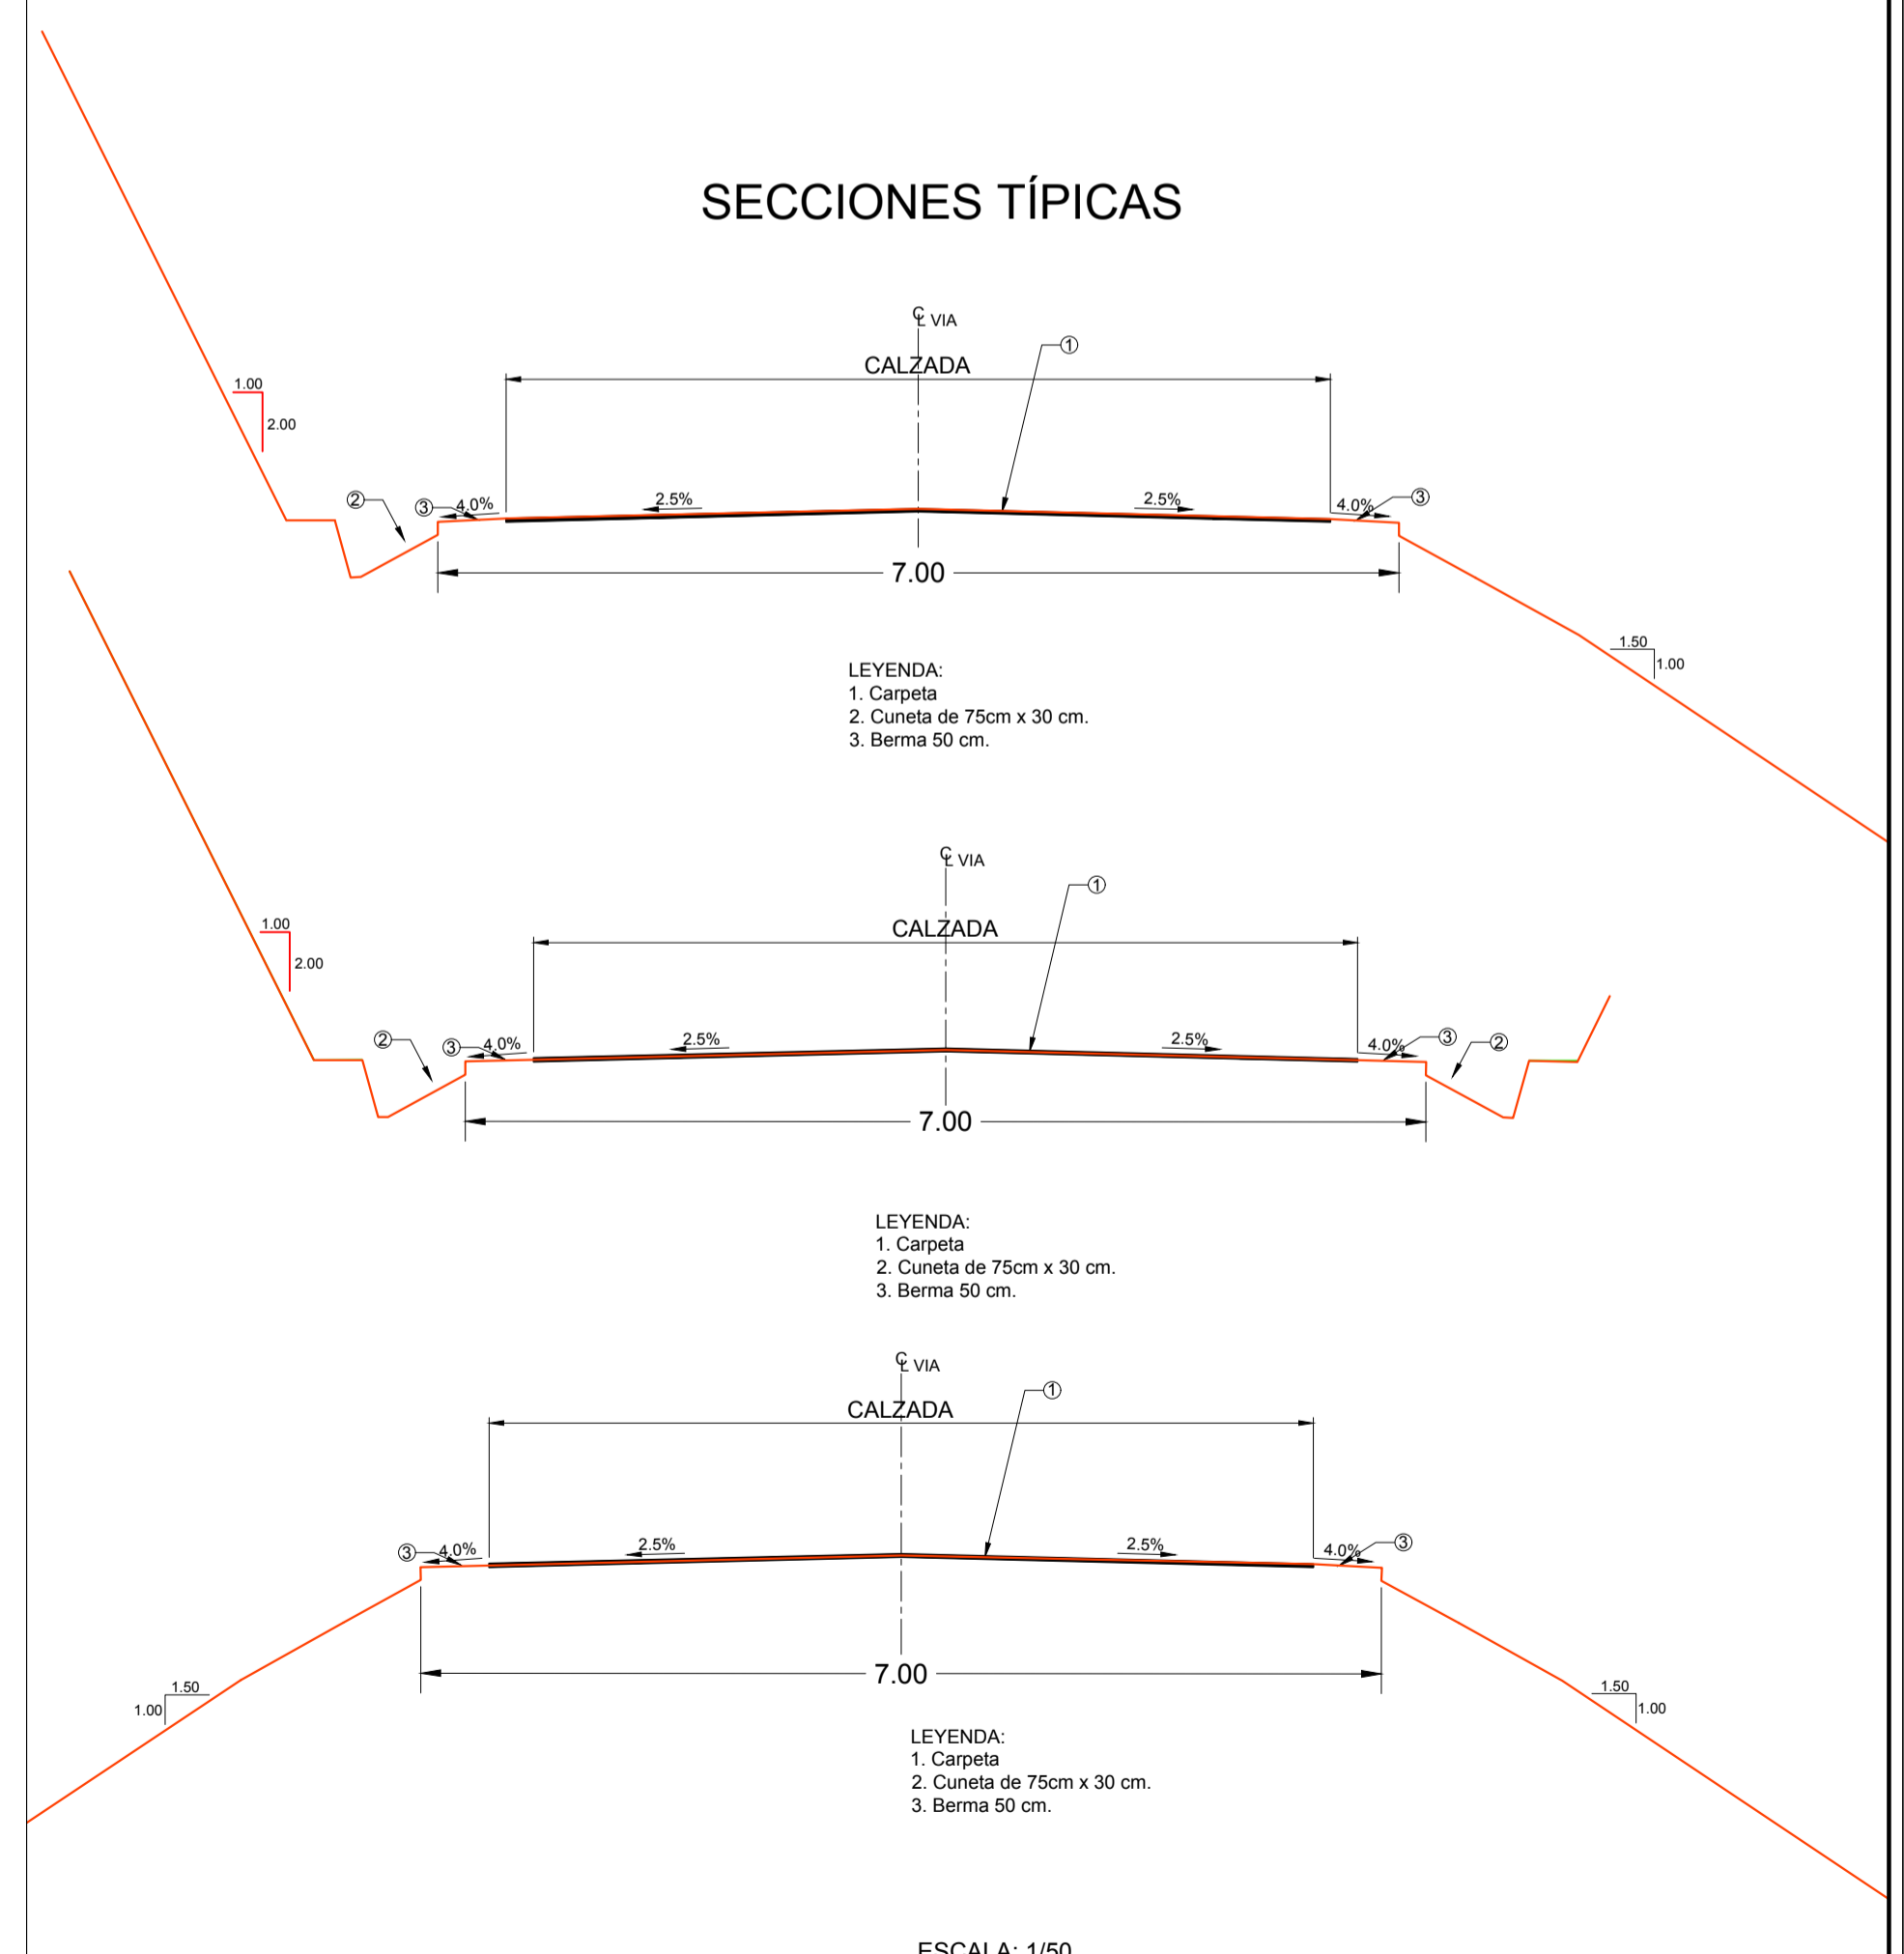 SECCIONES TÍPICAS
℄ VIA
CALZADA
1
1.00
2.00
2
3
4.0%
2.5%
2.5%
4.0%
3
7.00
1.50
1.00
LEYENDA:
1. Carpeta
2. Cuneta de 75cm x 30 cm.
3. Berma 50 cm.
℄ VIA
CALZADA
1
1.00
2.00
2
3
4.0%
2.5%
2.5%
4.0%
3
2
7.00
LEYENDA:
1. Carpeta
2. Cuneta de 75cm x 30 cm.
3. Berma 50 cm.
℄ VIA
CALZADA
1
3
4.0%
2.5%
2.5%
4.0%
3
7.00
1.50
1.00
1.50
1.00
LEYENDA:
1. Carpeta
2. Cuneta de 75cm x 30 cm.
3. Berma 50 cm.
ESCALA: 1/50